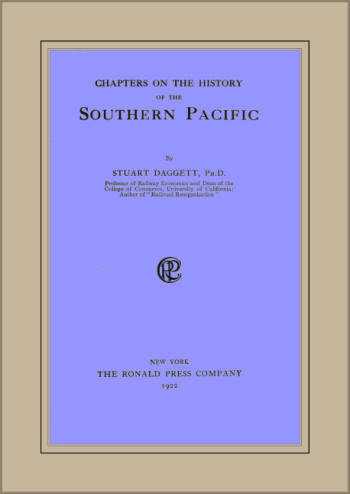 CHAPTERS ON THE HISTORY
OF THE
SOUTHERN PACIFIC
By
STUART DAGGETT, PH.D.
Professor of Railway Economics and Dean of the
College of Commerce, University of California;
Author of "Railroad Reorganization"
NEW YORK
THE RONALD PRESS COMPANY
1922